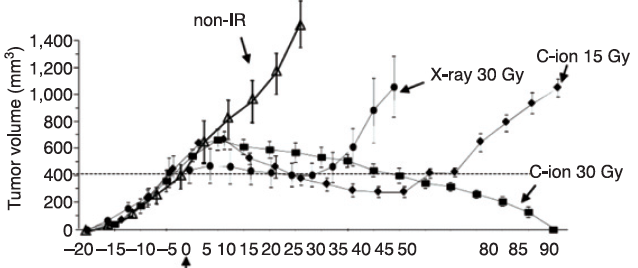 non-IR
1,400
1,200
1,000
800
600
400
200
0
Tumor volume (mm³)
C-ion 15 Gy
X-ray 30 Gy
C-ion 30 Gy
–20 –15 –10 –5 0 5 10 15 20 25 30 35 40 45 50 80 85 90